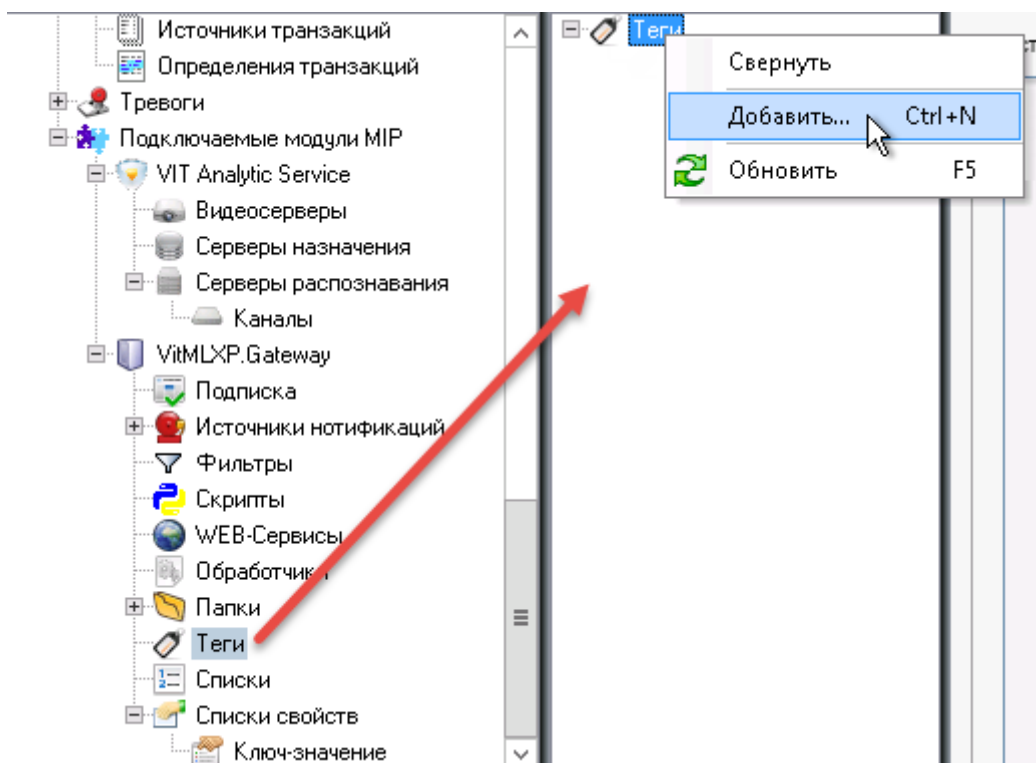 Источники транзакций
Определения транзакций
Тревоги
Подключаемые модули MIP
VIT Analytic Service
Видеосерверы
Серверы назначения
Серверы распознавания
Каналы
VitMLXP.Gateway
Подписка
Источники нотификаций
Фильтры
Скрипты
WEB-Сервисы
Обработчики
Папки
Теги
Списки
Списки свойств
Ключ-значение
Теги
Свернуть
Добавить... Ctrl+N
Обновить F5